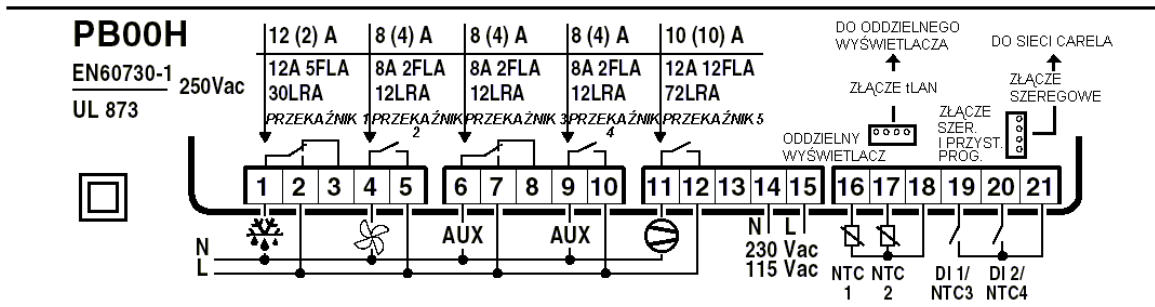 PB00H
EN60730-1
UL 873
250Vac
12 (2) A
8 (4) A
8 (4) A
8 (4) A
10 (10) A
12A 5FLA
30LRA
8A 2FLA
12LRA
8A 2FLA
12LRA
8A 2FLA
12LRA
12A 12FLA
72LRA
PRZEKAŹNIK 1
PRZEKAŹNIK
2
PRZEKAŹNIK 3
PRZEKAŹNIK
4
PRZEKAŹNIK 5
DO ODDZIELNEGO
WYŚWIETLACZA
ZŁĄCZE tLAN
ODDZIELNY
WYŚWIETLACZ
DO SIECI CARELA
ZŁĄCZE
SZEREGOWE
ZŁĄCZE
SZER.
I PRZYST.
PROG.
1 2 3 4 5
6 7 8 9 10
11 12 13 14 15
16 17 18 19 20 21
N
L
AUX
AUX
N L
230 Vac
115 Vac
NTC
1
NTC
2
DI 1/
NTC3
DI 2/
NTC4